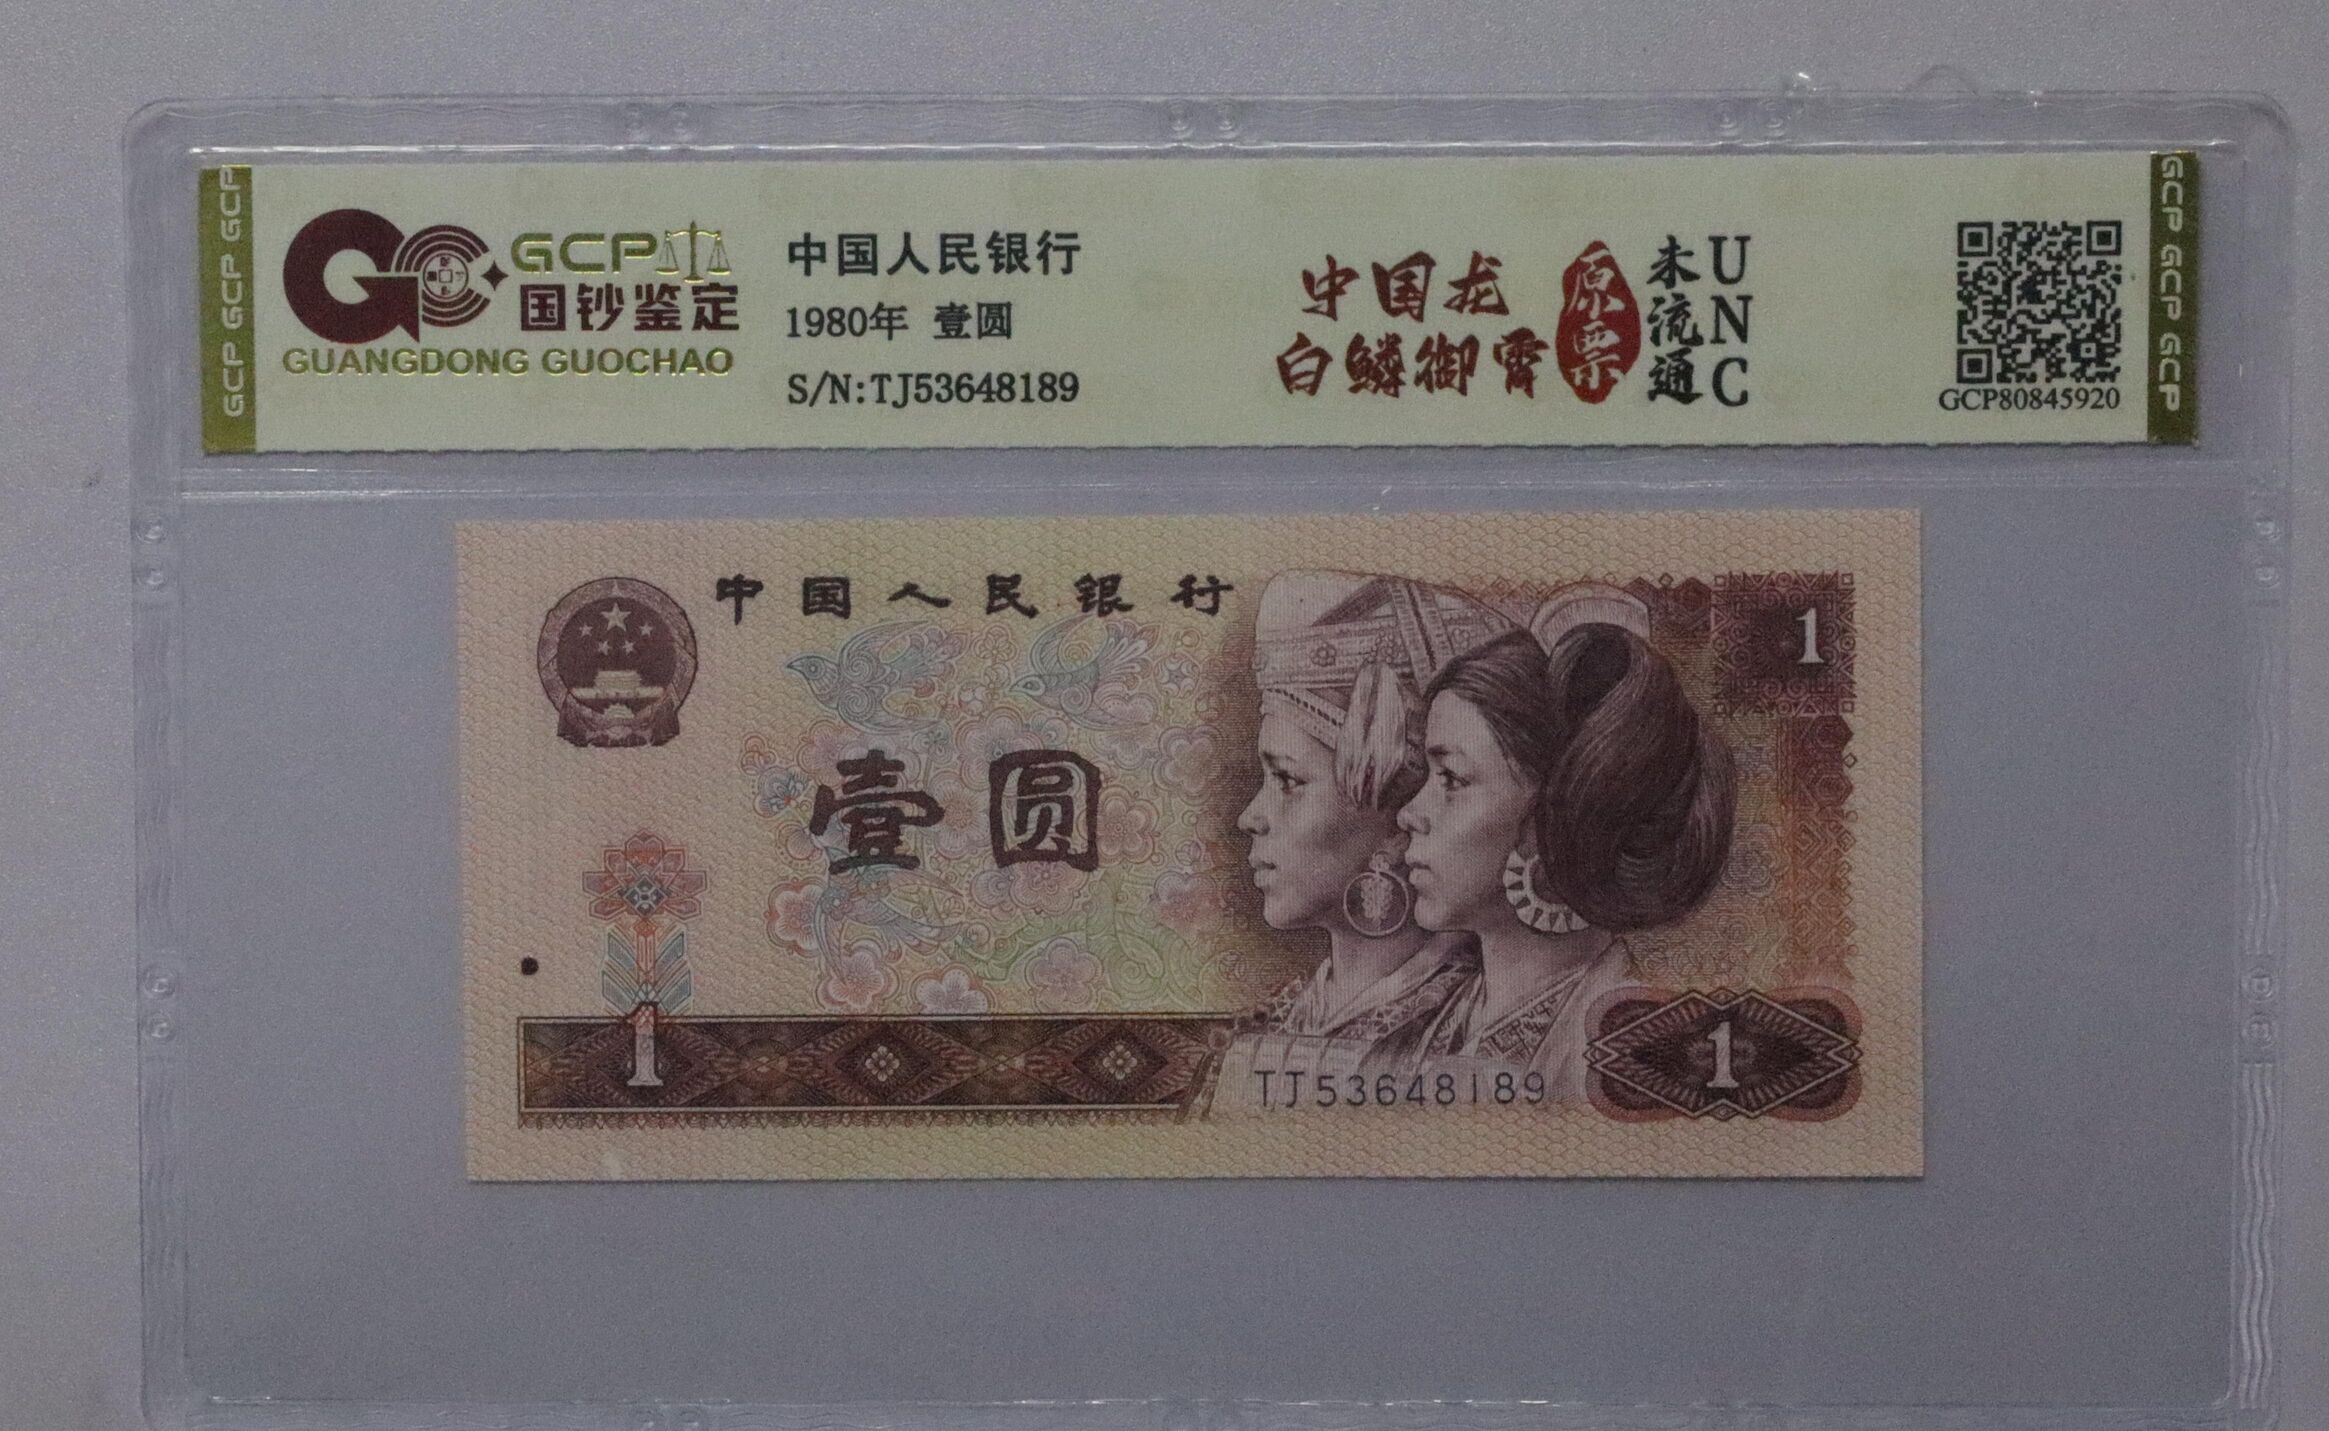 GCP GCP GCP
GCP
国钞鉴定
GUANGDONG GUOCHAO
中国人民银行
1980年 壹圆
S/N:TJ53648189
中国龙
白鳟御霄
原票
未流通
UNC
GCP80845920
GCP GCP GCP
中国人民银行
1
壹圆
1
TJ53648189
1